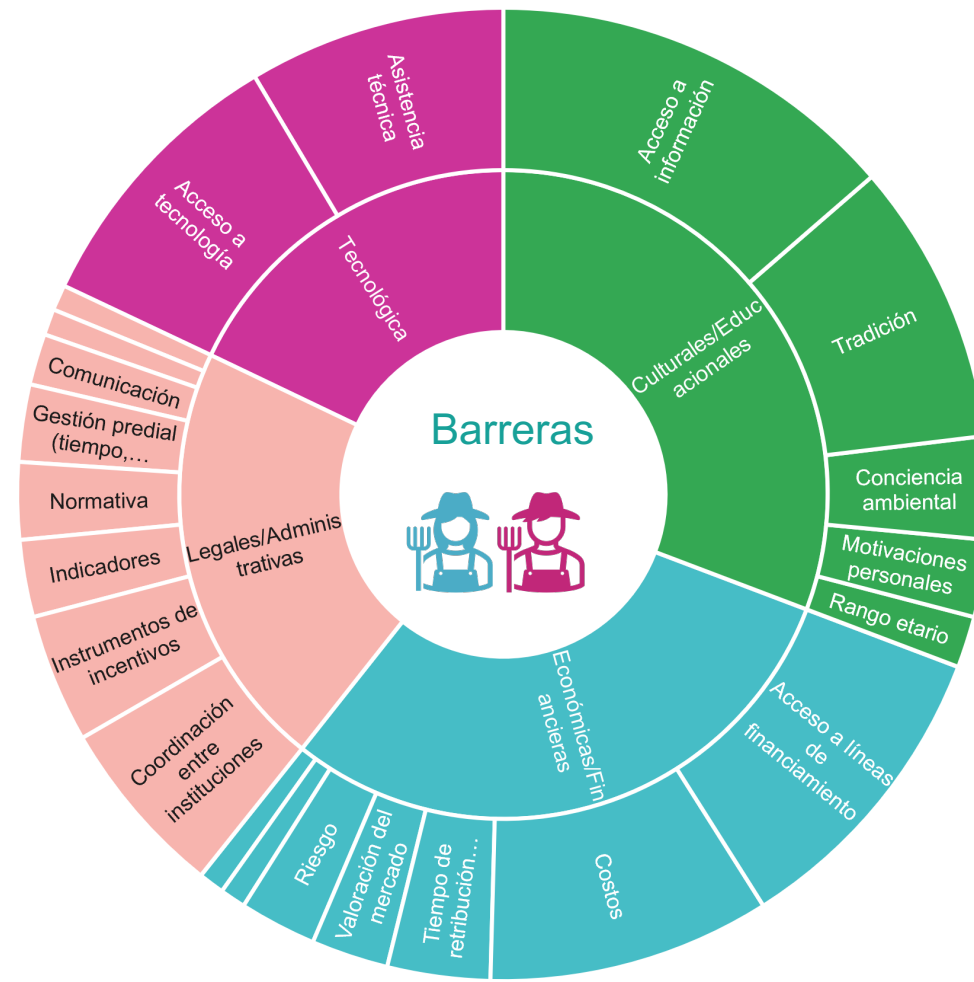 Barreras
Culturales/Educ
acionales
Acceso a
información
Tradición
Conciencia
ambiental
Motivaciones
personales
Rango etario
Económicas/Fin
ancieras
Acceso a líneas
de
financiamiento
Costos
Tiempo de
retribución…
Valoración del
mercado
Riesgo
Legales/Adminis
trativas
Coordinación
entre
instituciones
Instrumentos de
incentivos
Indicadores
Normativa
Gestión predial
(tiempo,…
Comunicación
Tecnológica
Acceso a
tecnología
Asistencia
técnica